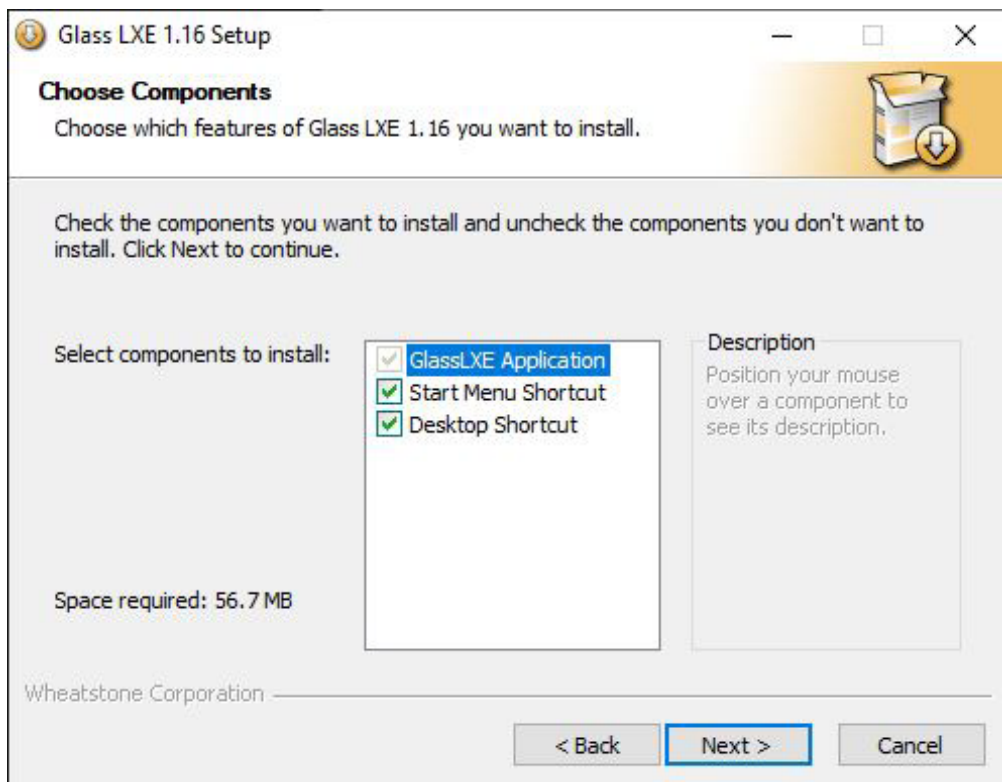 Glass LXE 1.16 Setup
Choose Components
Choose which features of Glass LXE 1.16 you want to install.
Check the components you want to install and uncheck the components you don't want to
install. Click Next to continue.
Select components to install:
GlassLXE Application
Start Menu Shortcut
Desktop Shortcut
Description
Position your mouse
over a component to
see its description.
Space required: 56.7 MB
Wheatstone Corporation
< Back
Next >
Cancel